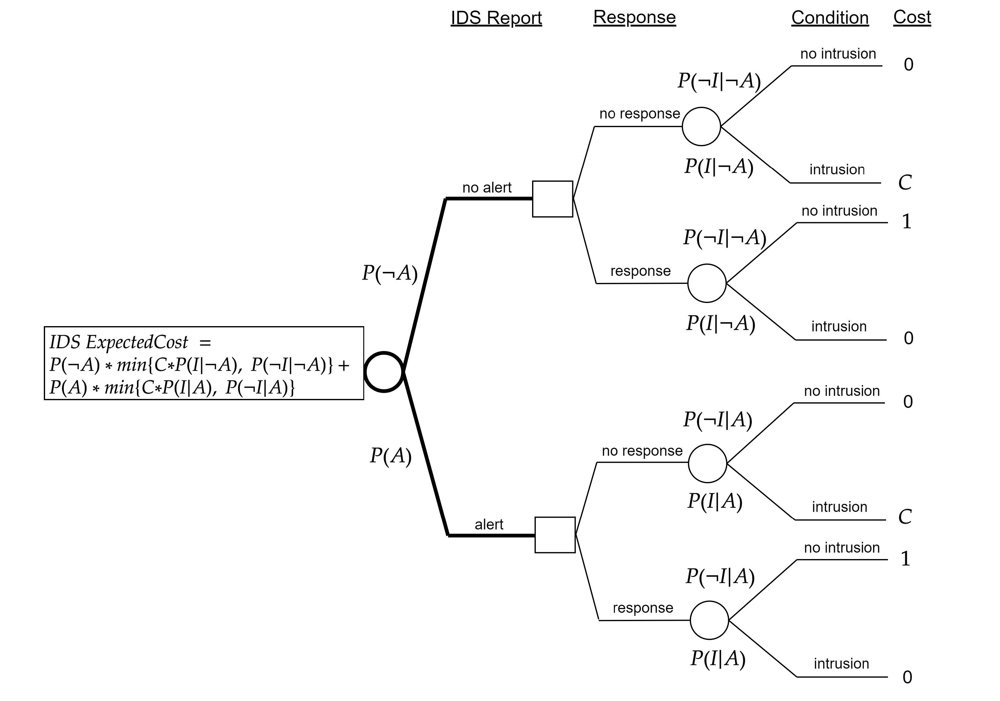 IDS Report Response Condition Cost
no intrusion
0
P(¬I|¬A)
no response
P(I|¬A)
intrusion
C
no alert
no intrusion
1
P(¬I|¬A)
response
P(¬A)
P(I|¬A)
intrusion
0
IDS ExpectedCost =
P(¬A) * min{C*P(I|¬A), P(¬I|¬A)} +
P(A) * min{C*P(I|A), P(¬I|A)}
no intrusion
0
P(¬I|A)
no response
P(A)
P(I|A)
intrusion
C
alert
no intrusion
1
P(¬I|A)
response
P(I|A)
intrusion
0